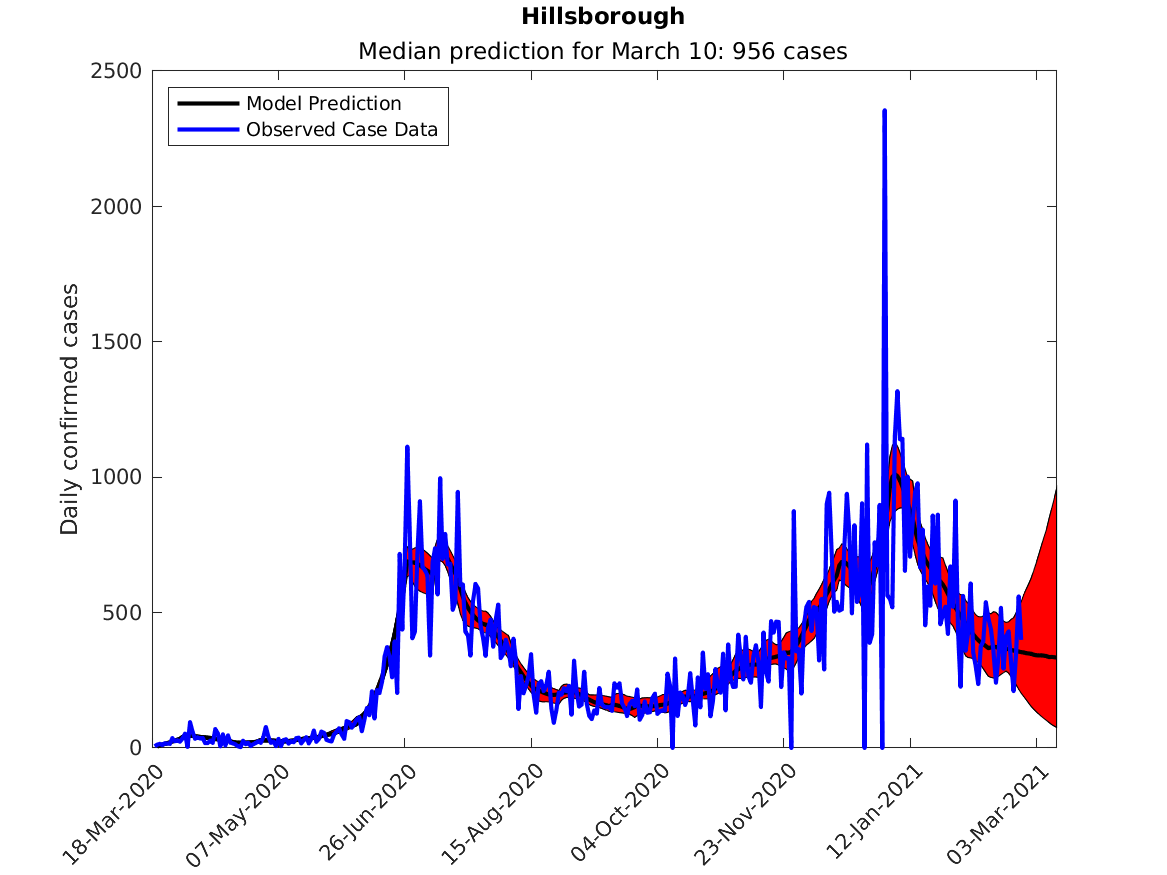 Hillsborough
Median prediction for March 10: 956 cases
2500
2000
1500
1000
500
0
Daily confirmed cases
Model Prediction
Observed Case Data
18-Mar-2020
07-May-2020
26-Jun-2020
15-Aug-2020
04-Oct-2020
23-Nov-2020
12-Jan-2021
03-Mar-2021